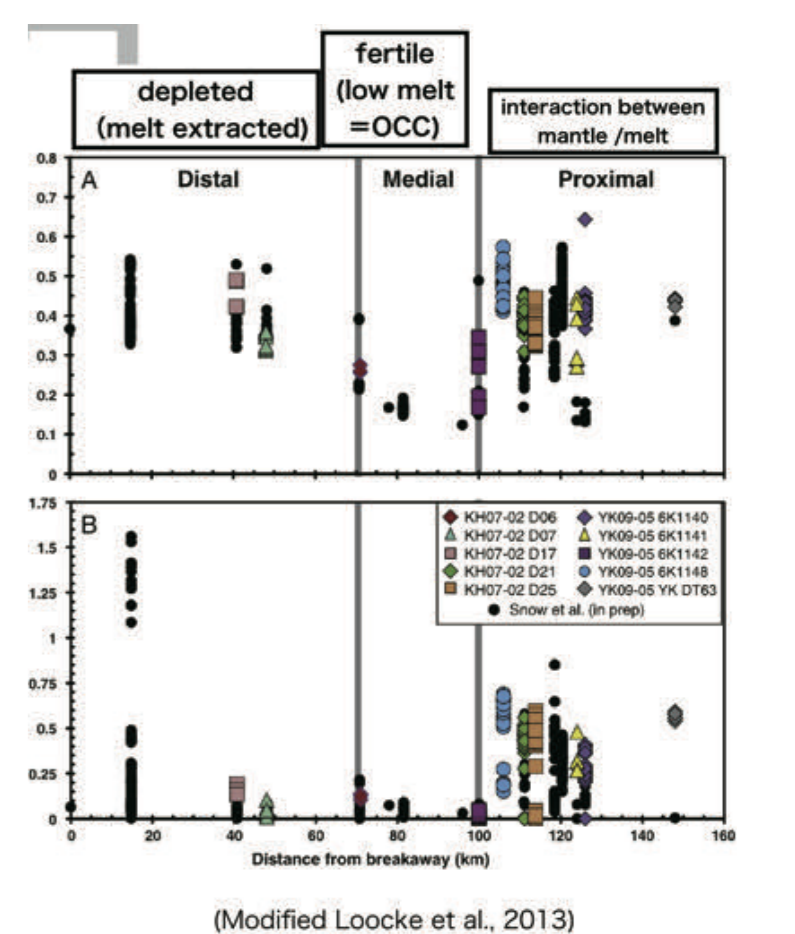 depleted
(melt extracted)
fertile
(low melt
=OCC)
interaction between
mantle /melt
A
Distal
Medial
Proximal
0.8
0.7
0.6
0.5
0.4
0.3
0.2
0.1
0
B
1.75
1.5
1.25
1
0.75
0.5
0.25
0
KH07-02 D06
KH07-02 D07
KH07-02 D17
KH07-02 D21
KH07-02 D25
YK09-05 6K1140
YK09-05 6K1141
YK09-05 6K1142
YK09-05 6K1148
YK09-05 YK DT63
Snow et al. (in prep)
0 20 40 60 80 100 120 140 160
Distance from breakaway (km)
(Modified Loocke et al., 2013)